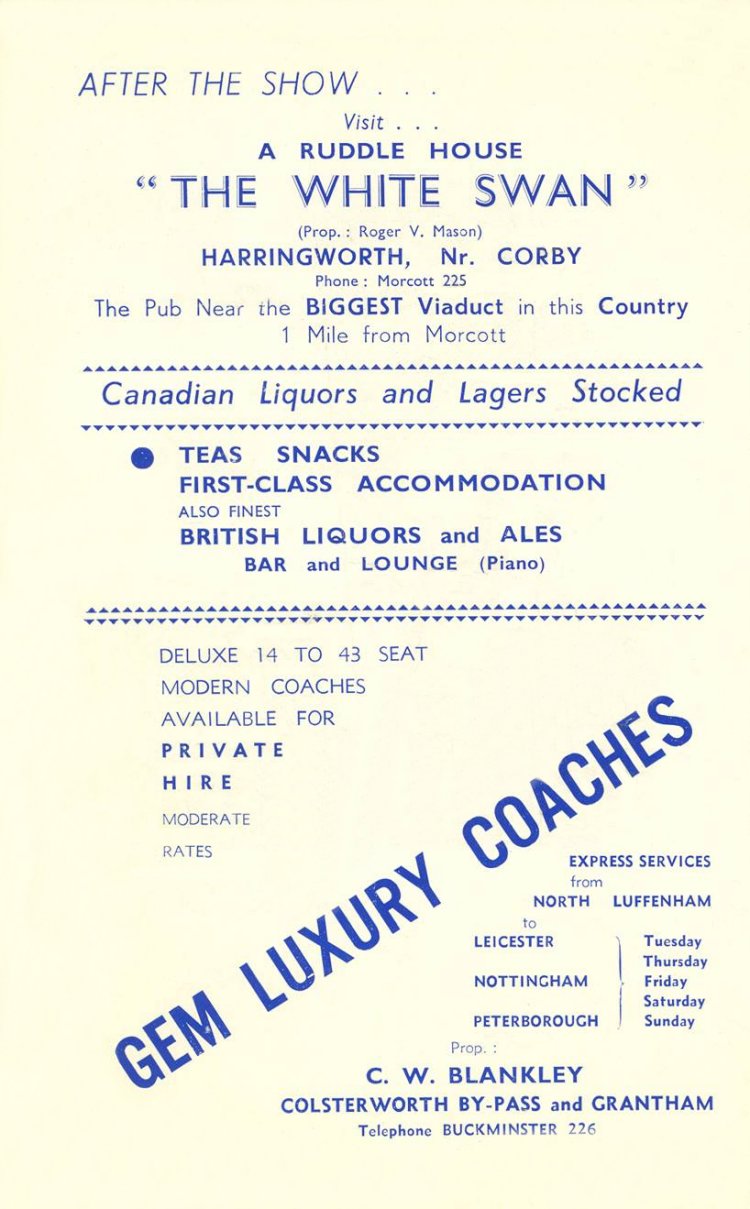 AFTER THE SHOW . . .
Visit . . .
A RUDDLE HOUSE
“THE WHITE SWAN”
(Prop. : Roger V. Mason)
HARRINGWORTH, Nr. CORBY
Phone : Morcott 225
The Pub Near the BIGGEST Viaduct in this Country
1 Mile from Morcott
Canadian Liquors and Lagers Stocked
TEAS SNACKS
FIRST-CLASS ACCOMMODATION
ALSO FINEST
BRITISH LIQUORS and ALES
BAR and LOUNGE (Piano)
DELUXE 14 TO 43 SEAT
MODERN COACHES
AVAILABLE FOR
PRIVATE
HIRE
MODERATE
RATES
GEM LUXURY COACHES
EXPRESS SERVICES
from
NORTH LUFFENHAM
to
LEICESTER Tuesday
Thursday
NOTTINGHAM Friday
Saturday
PETERBOROUGH Sunday
Prop. :
C. W. BLANKLEY
COLSTERWORTH BY-PASS and GRANTHAM
Telephone BUCKMINSTER 226